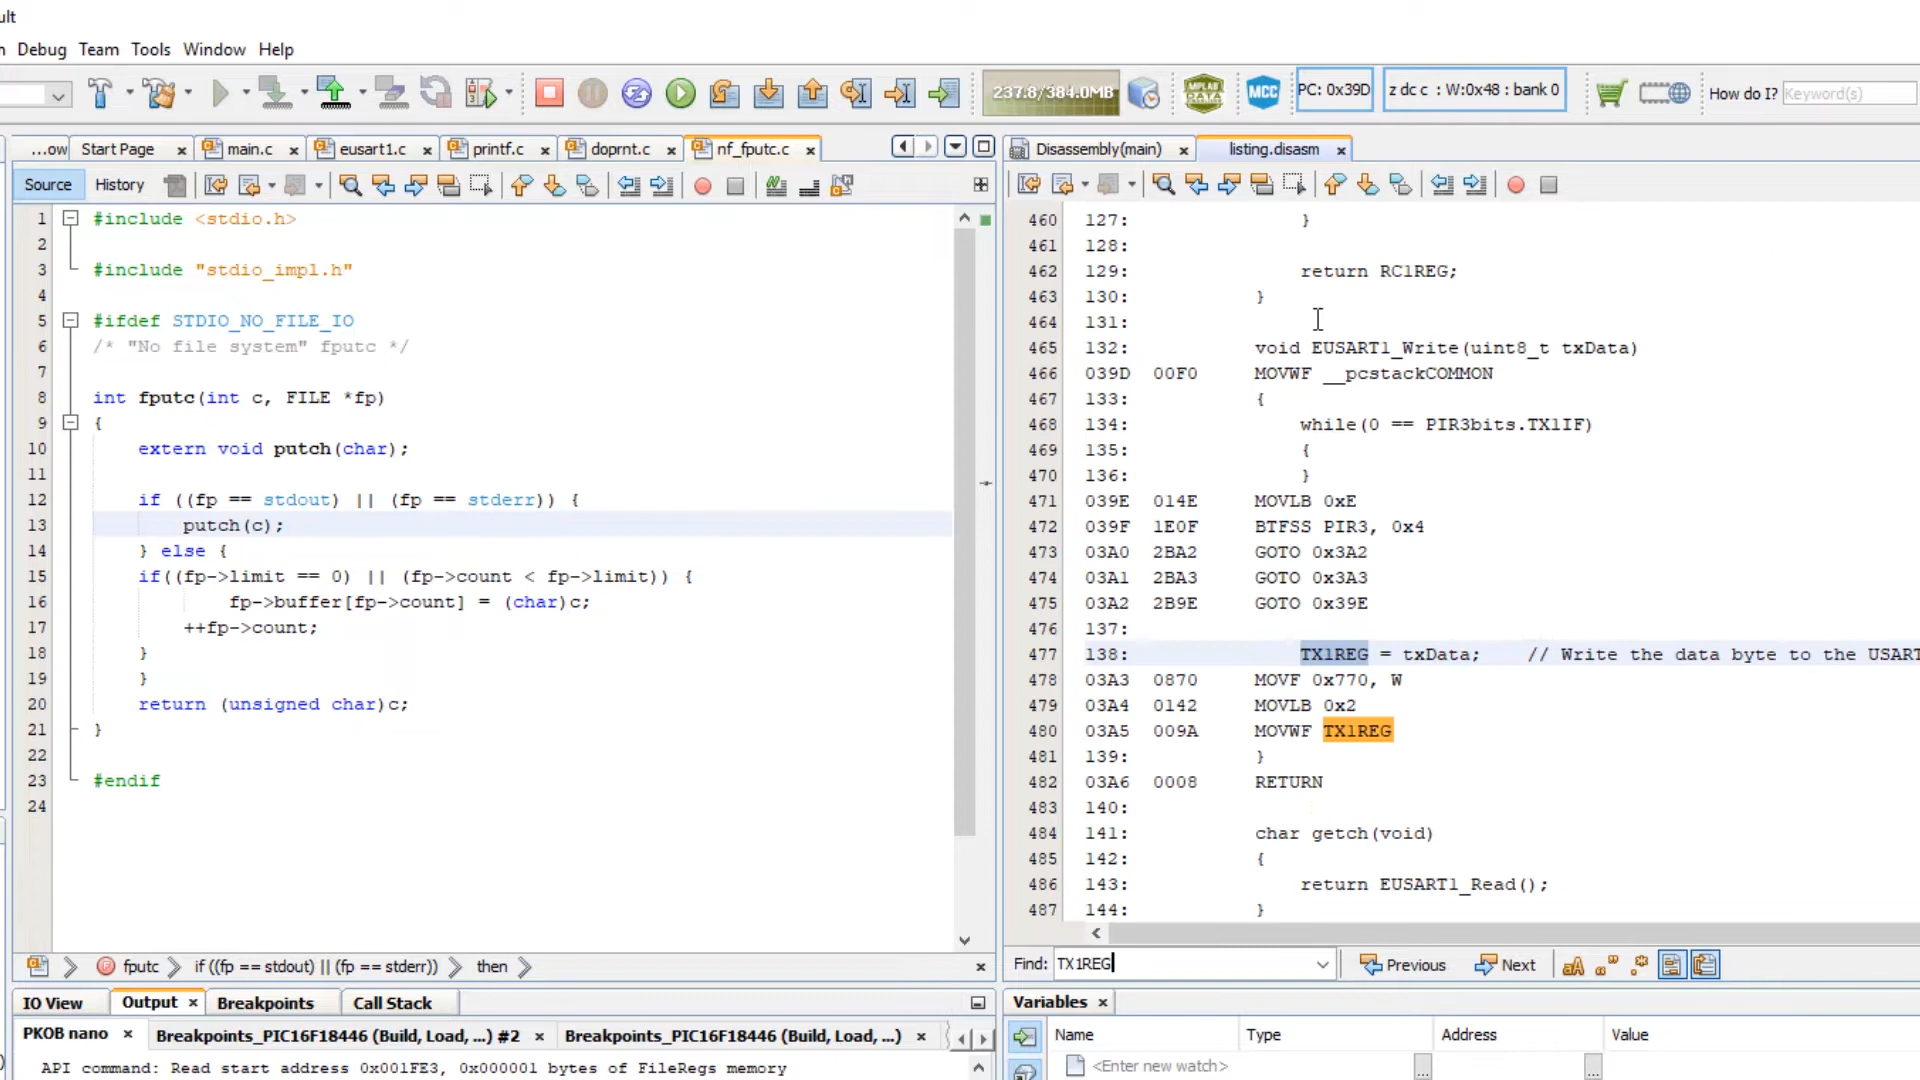 ult
n Debug Team Tools Window Help
237.8/384.0MB MPLAB MCC PC: 0x39D z dc c : W:0x48 : bank 0 How do I? Keyword(s)
...ow Start Page main.c eusart1.c printf.c doprnt.c nf_fputc.c
Source History
1 #include <stdio.h>
2
3 #include "stdio_impl.h"
4
5 #ifdef STDIO_NO_FILE_IO
6 /* "No file system" fputc */
7
8 int fputc(int c, FILE *fp)
9 {
10 extern void putch(char);
11
12 if ((fp == stdout) || (fp == stderr)) {
13 putch(c);
14 } else {
15 if((fp->limit == 0) || (fp->count < fp->limit)) {
16 fp->buffer[fp->count] = (char)c;
17 ++fp->count;
18 }
19 }
20 return (unsigned char)c;
21 }
22
23 #endif
24
fputc if ((fp == stdout) || (fp == stderr)) then
Disassembly(main) listing.disasm
460 127: }
461 128:
462 129: return RC1REG;
463 130: }
464 131:
465 132: void EUSART1_Write(uint8_t txData)
466 039D 00F0 MOVWF __pcstackCOMMON
467 133: {
468 134: while(0 == PIR3bits.TX1IF)
469 135: {
470 136: }
471 039E 014E MOVLB 0xE
472 039F 1E0F BTFSS PIR3, 0x4
473 03A0 2BA2 GOTO 0x3A2
474 03A1 2BA3 GOTO 0x3A3
475 03A2 2B9E GOTO 0x39E
476 137:
477 138: TX1REG = txData; // Write the data byte to the USART
478 03A3 0870 MOVF 0x770, W
479 03A4 0142 MOVLB 0x2
480 03A5 009A MOVWF TX1REG
481 139: }
482 03A6 0008 RETURN
483 140:
484 141: char getch(void)
485 142: {
486 143: return EUSART1_Read();
487 144: }
Find: TX1REG Previous Next
IO View Output Breakpoints Call Stack
PKOB nano Breakpoints_PIC16F18446 (Build, Load, ...) #2 Breakpoints_PIC16F18446 (Build, Load, ...)
API command: Read start address 0x001FE3, 0x000001 bytes of FileRegs memory
Variables
Name Type Address Value
<Enter new watch> ... ...